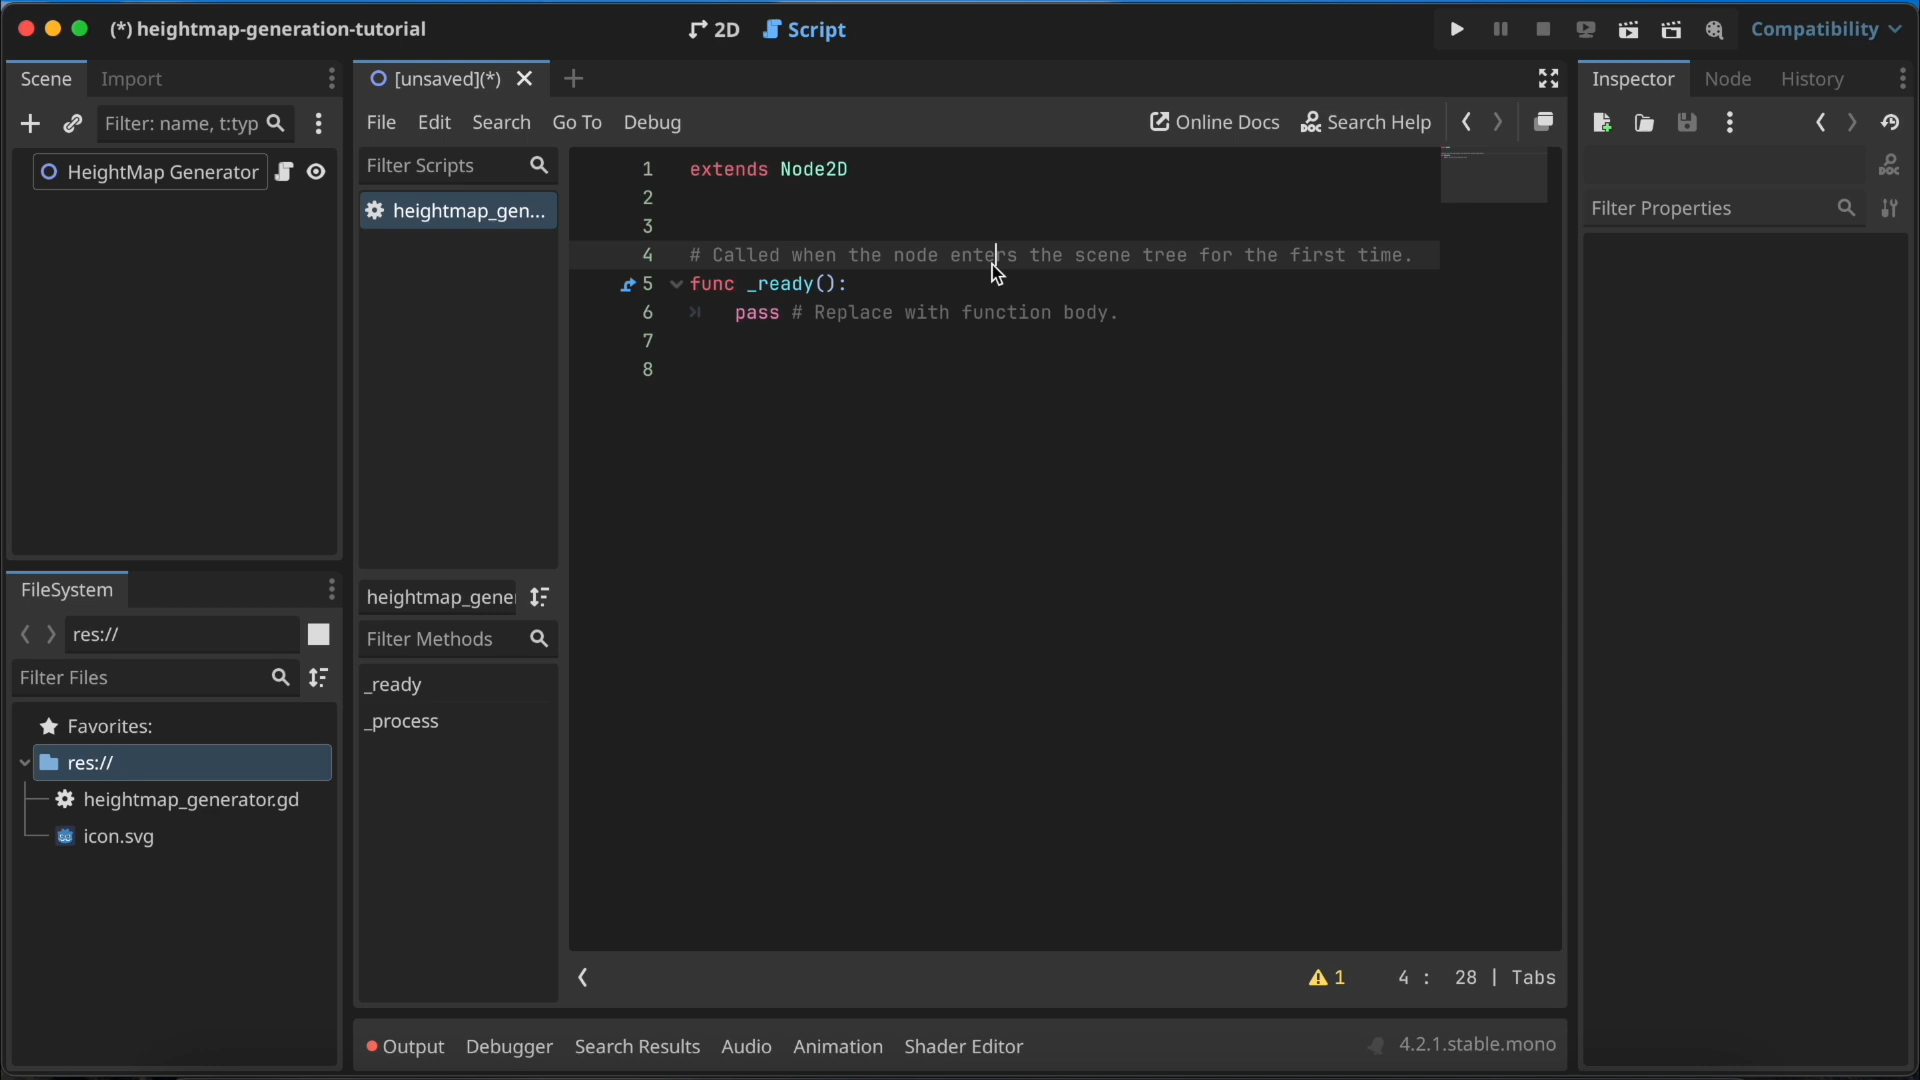 (*) heightmap-generation-tutorial
2D
Script
Compatibility
Scene
Import
[unsaved](*)
Inspector
Node
History
Filter: name, t:typ
File
Edit
Search
Go To
Debug
Online Docs
Search Help
HeightMap Generator
Filter Scripts
heightmap_gen...
Filter Properties
1 extends Node2D
2
3
4 # Called when the node enters the scene tree for the first time.
5 func _ready():
6 pass # Replace with function body.
7
8
FileSystem
res://
Filter Files
Favorites:
res://
heightmap_generator.gd
icon.svg
heightmap_gener
Filter Methods
_ready
_process
1
4 : 28 | Tabs
Output
Debugger
Search Results
Audio
Animation
Shader Editor
4.2.1.stable.mono
DOC
DOC